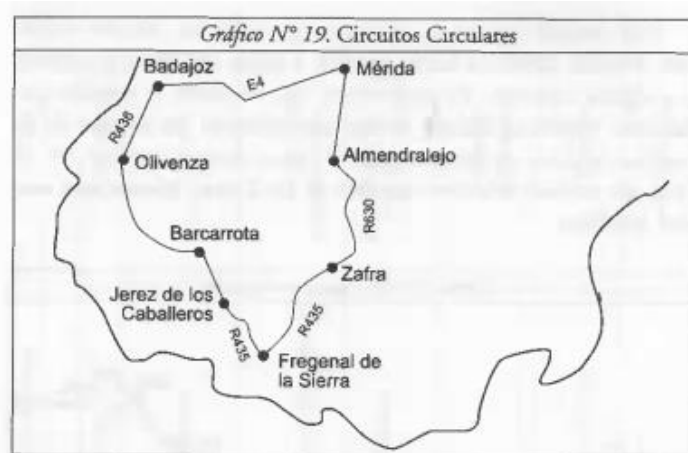 Gráfico Nº 19. Circuitos Circulares
Badajoz
E4
Mérida
R436
Olivenza
Almendralejo
R630
Barcarrota
Zafra
Jerez de los
Caballeros
R435
R435
Fregenal de
la Sierra